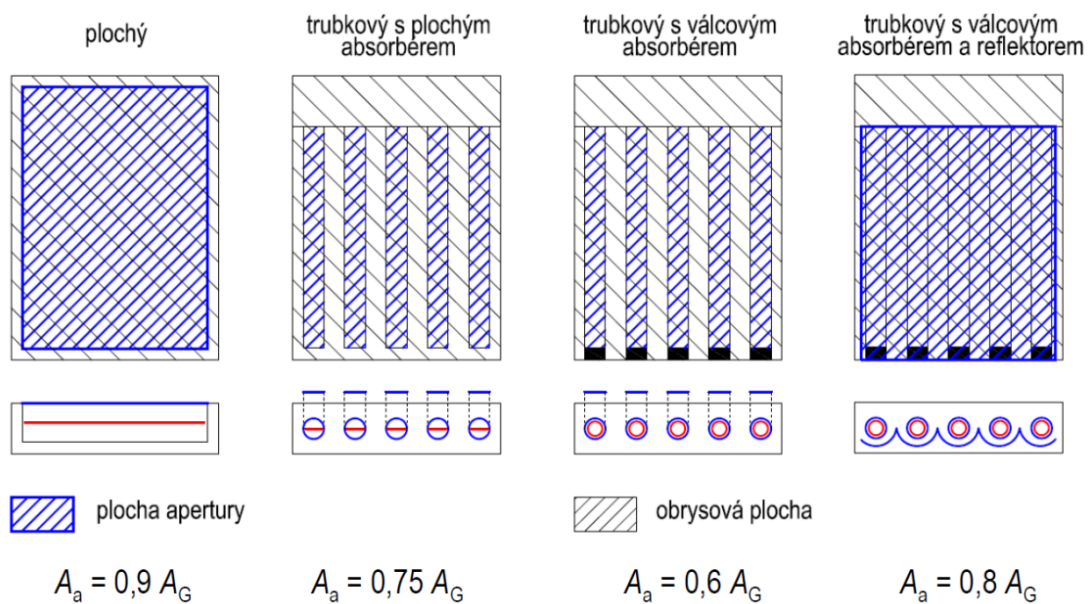 plochý
trubkový s plochým
absorbérem
trubkový s válcovým
absorbérem
trubkový s válcovým
absorbérem a reflektorem
plocha apertury
obrysová plocha
Aa = 0,9 AG
Aa = 0,75 AG
Aa = 0,6 AG
Aa = 0,8 AG